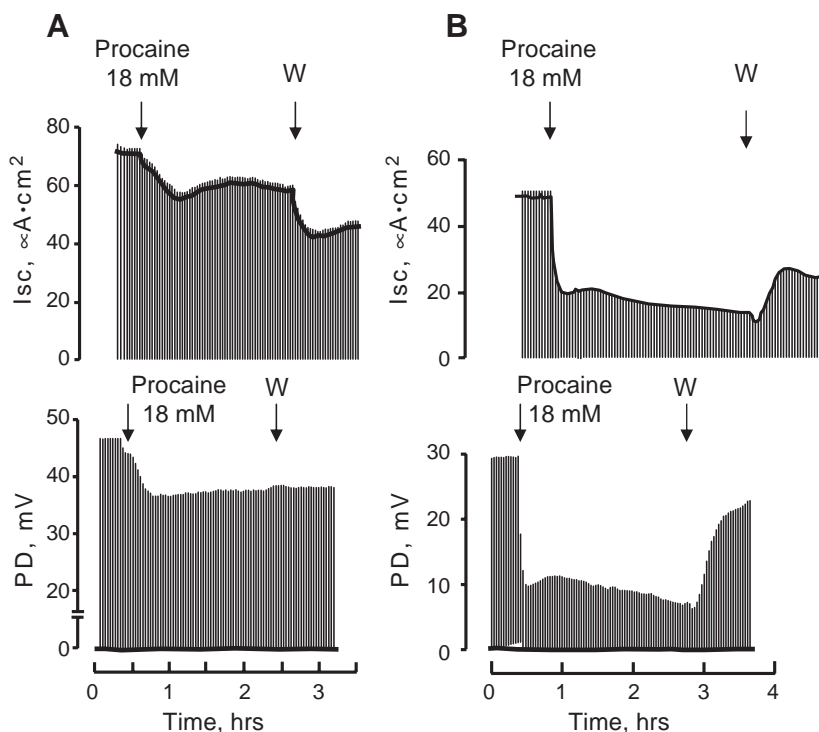 A
Procaine
18 mM
W
80
60
40
20
0
Isc, ∝A·cm²
Procaine
18 mM
W
50
40
30
20
0
PD, mV
0
1
2
3
Time, hrs
B
Procaine
18 mM
W
60
40
20
0
Isc, ∝A·cm²
Procaine
18 mM
W
30
20
10
0
PD, mV
0
1
2
3
4
Time, hrs